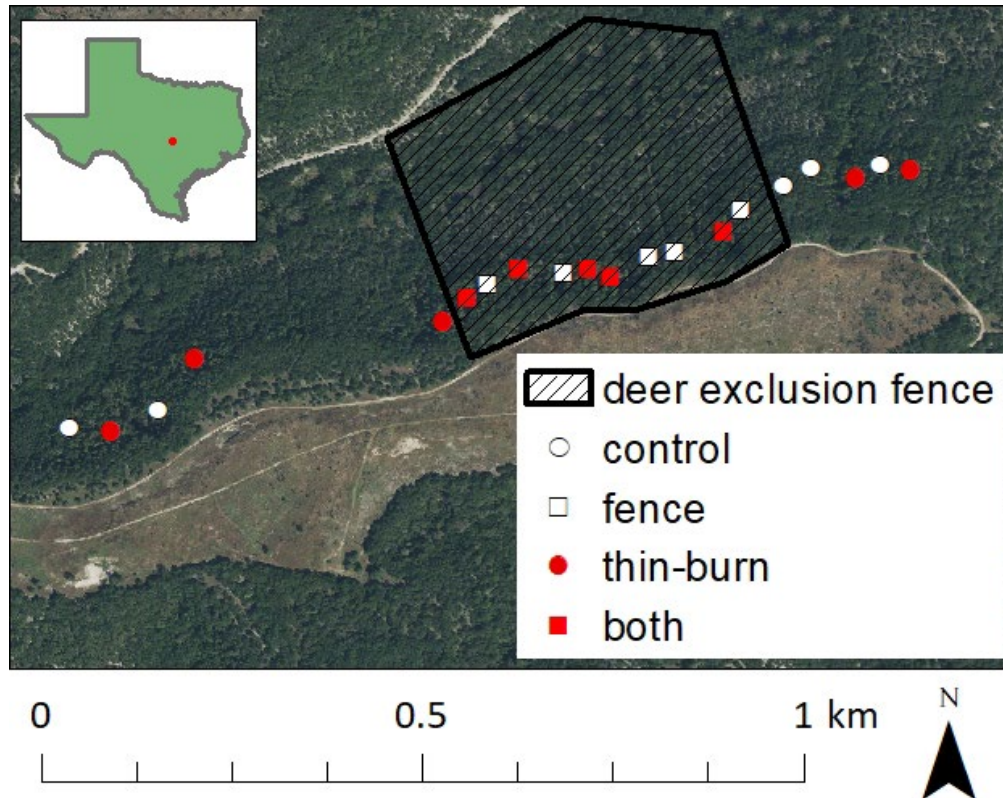 deer exclusion fence
control
fence
thin-burn
both
0 0.5 1 km
N